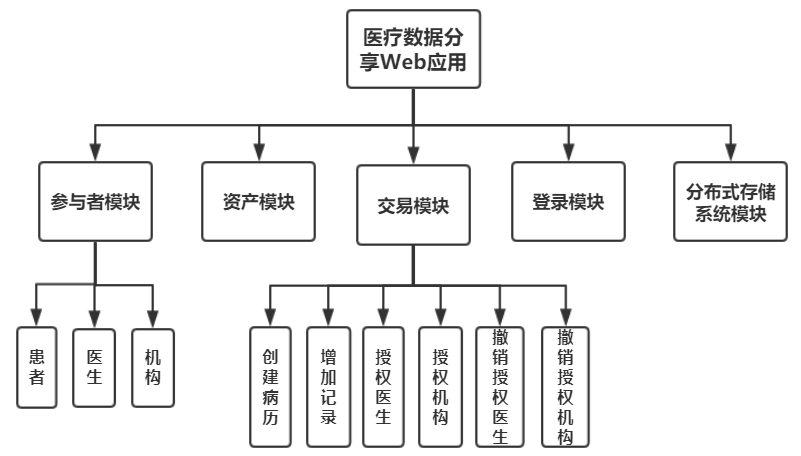 医疗数据分
享Web应用
参与者模块
资产模块
交易模块
登录模块
分布式存储
系统模块
患者
医生
机构
创建病历
增加记录
授权医生
授权机构
撤销授权医生
撤销授权机构